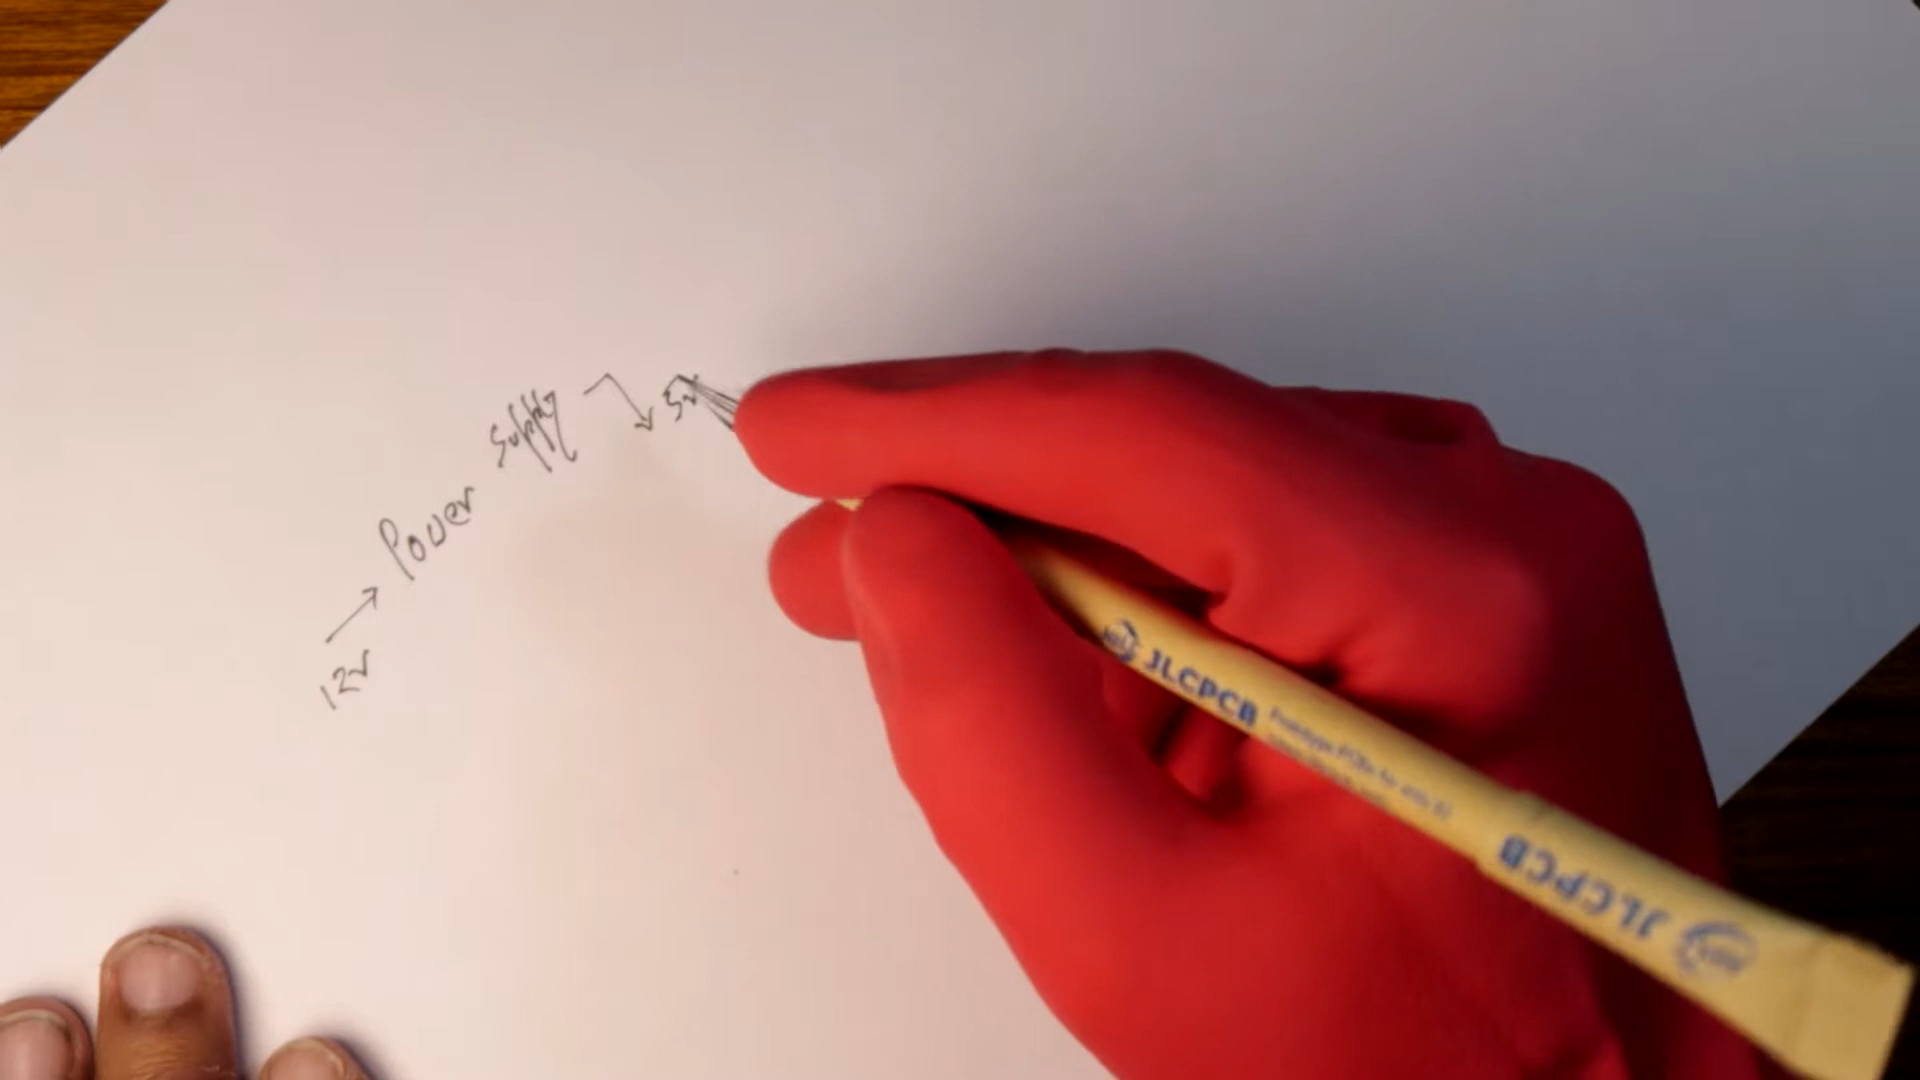 12v → Power Supply → 5v
JLCPCB
JLCPCB